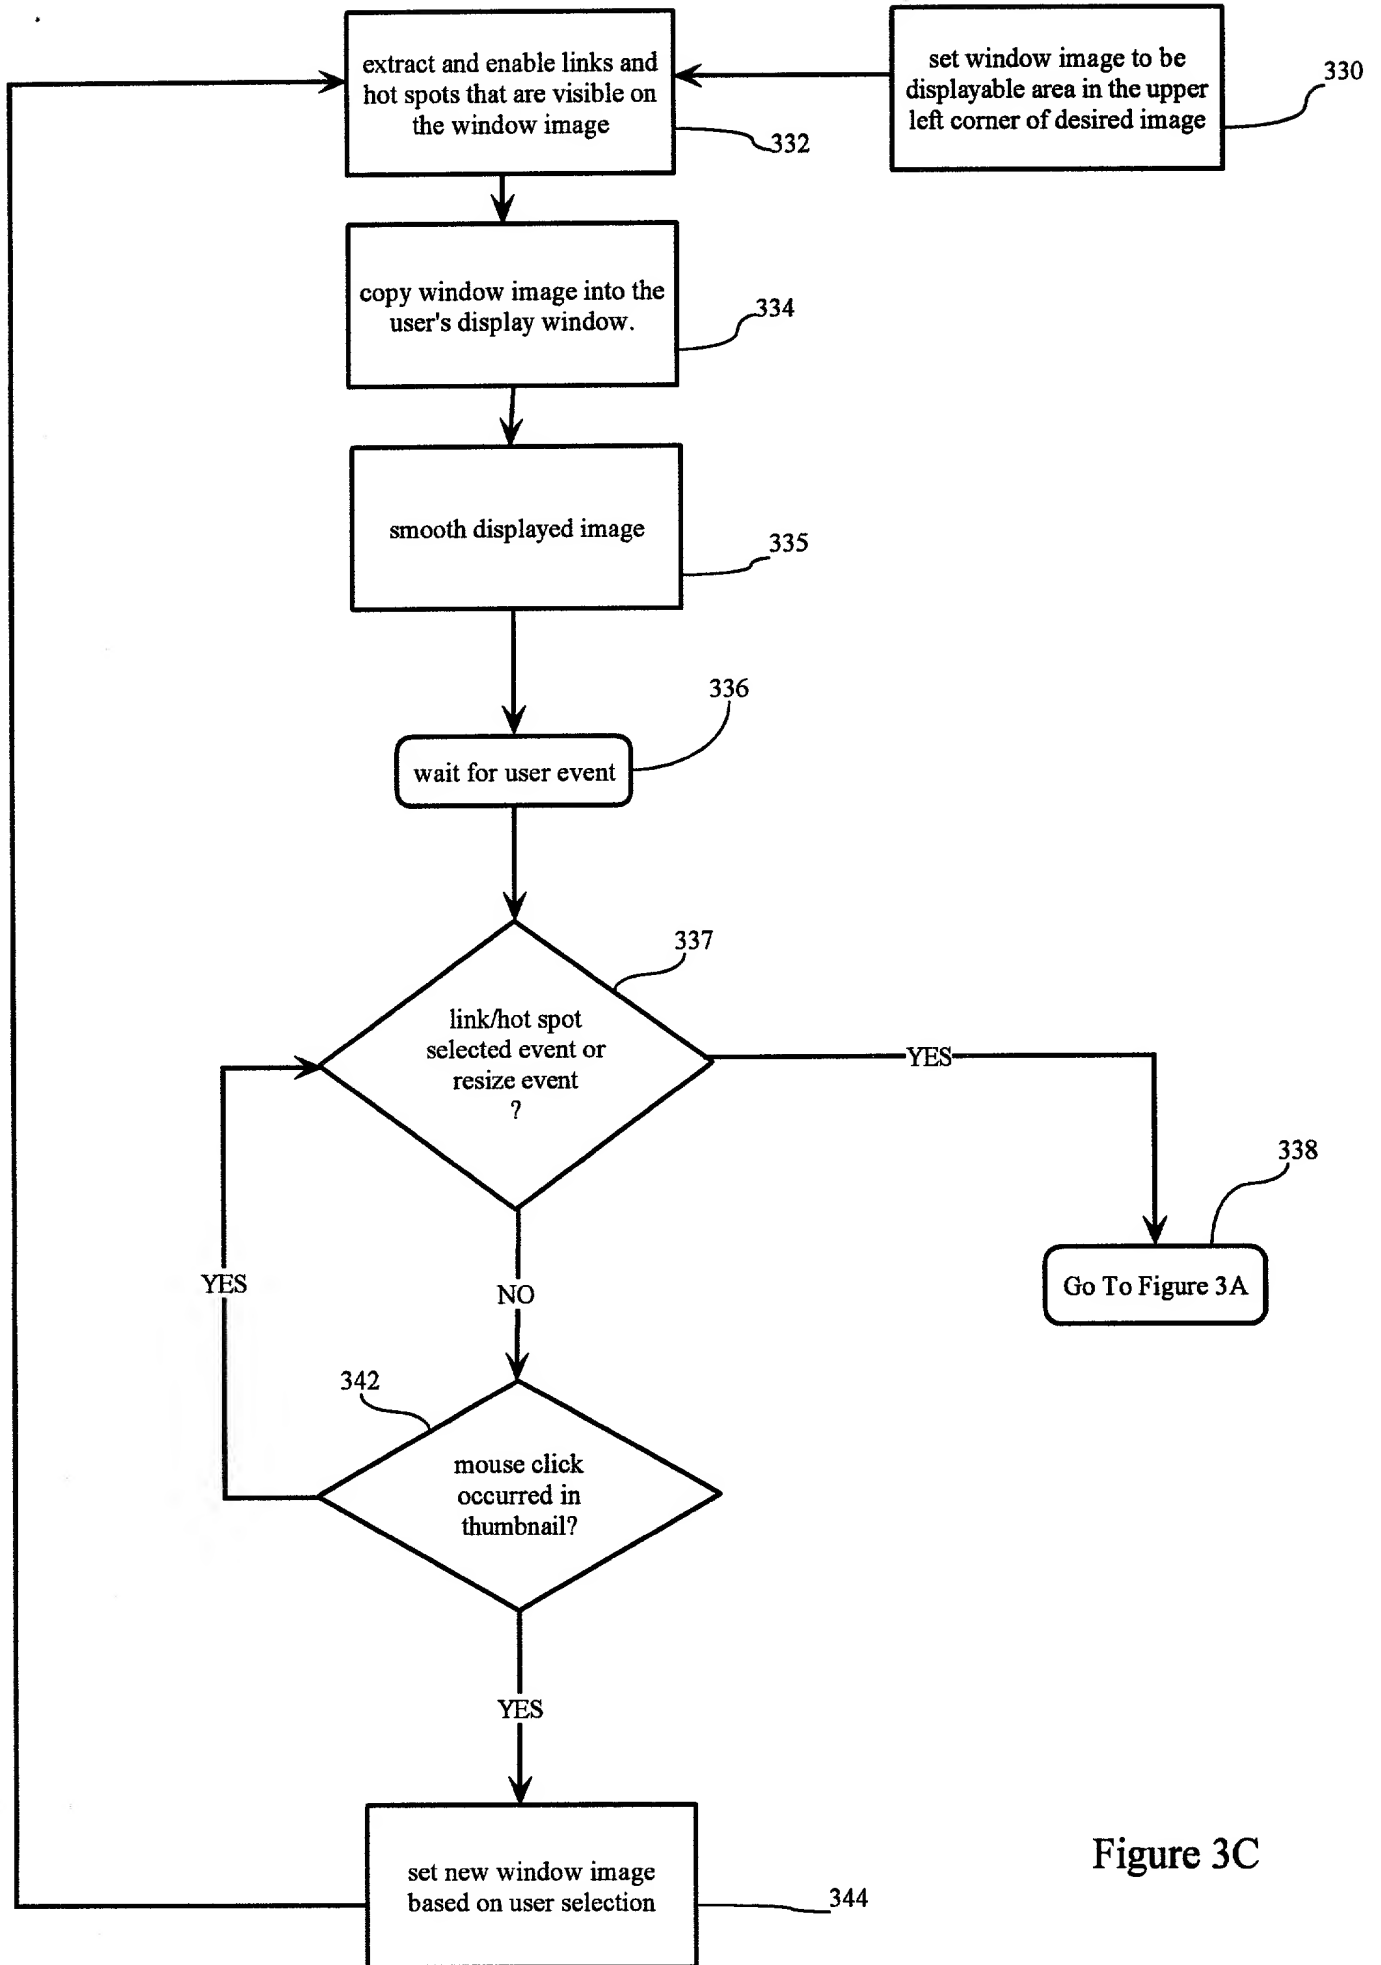 extract and enable links and
hot spots that are visible on
the window image
332
set window image to be
displayable area in the upper
left corner of desired image
330
copy window image into the
user's display window.
334
smooth displayed image
335
336
wait for user event
337
link/hot spot
selected event or
resize event
?
YES
338
Go To Figure 3A
YES
NO
342
mouse click
occurred in
thumbnail?
YES
set new window image
based on user selection
344
Figure 3C